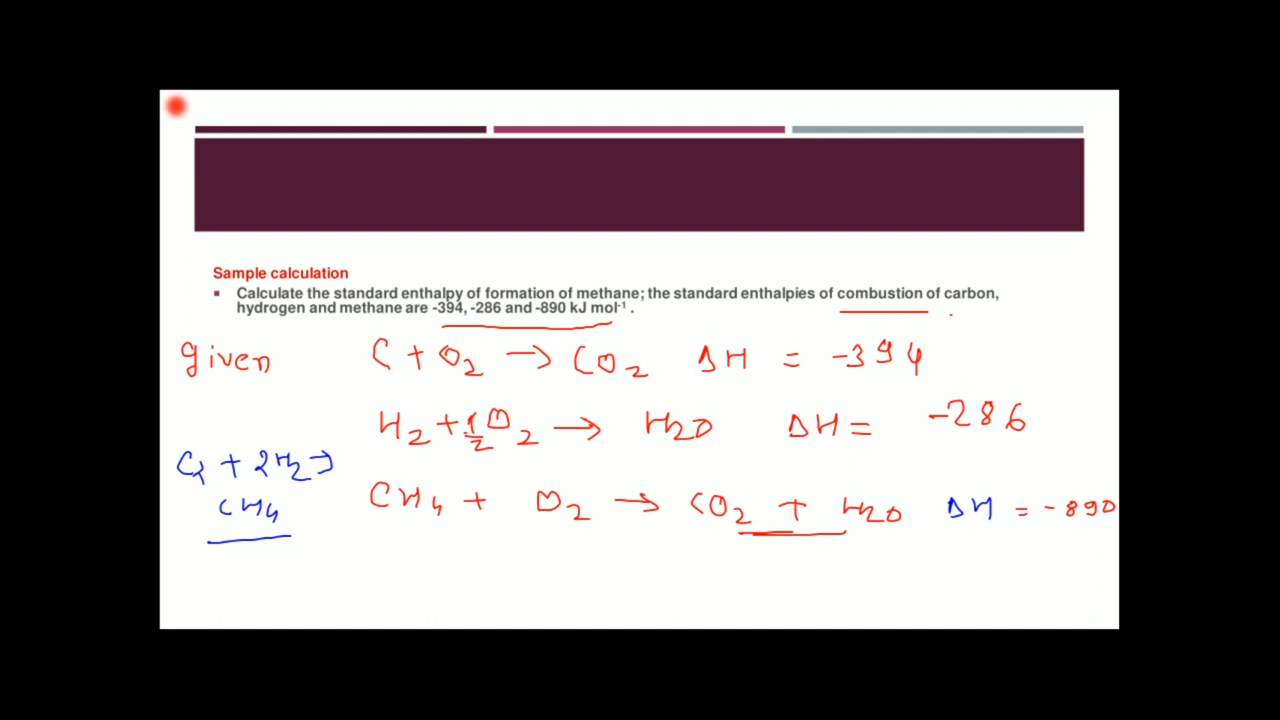 Sample calculation
Calculate the standard enthalpy of formation of methane; the standard enthalpies of combustion of carbon,
hydrogen and methane are -394, -286 and -890 kJ mol⁻¹ .
Given C + O₂ → CO₂ ΔH = -394
H₂ + ½ O₂ → H₂O ΔH = -286
C + 2H₂ →
CH₄
CH₄ + O₂ → CO₂ + H₂O ΔH = -890